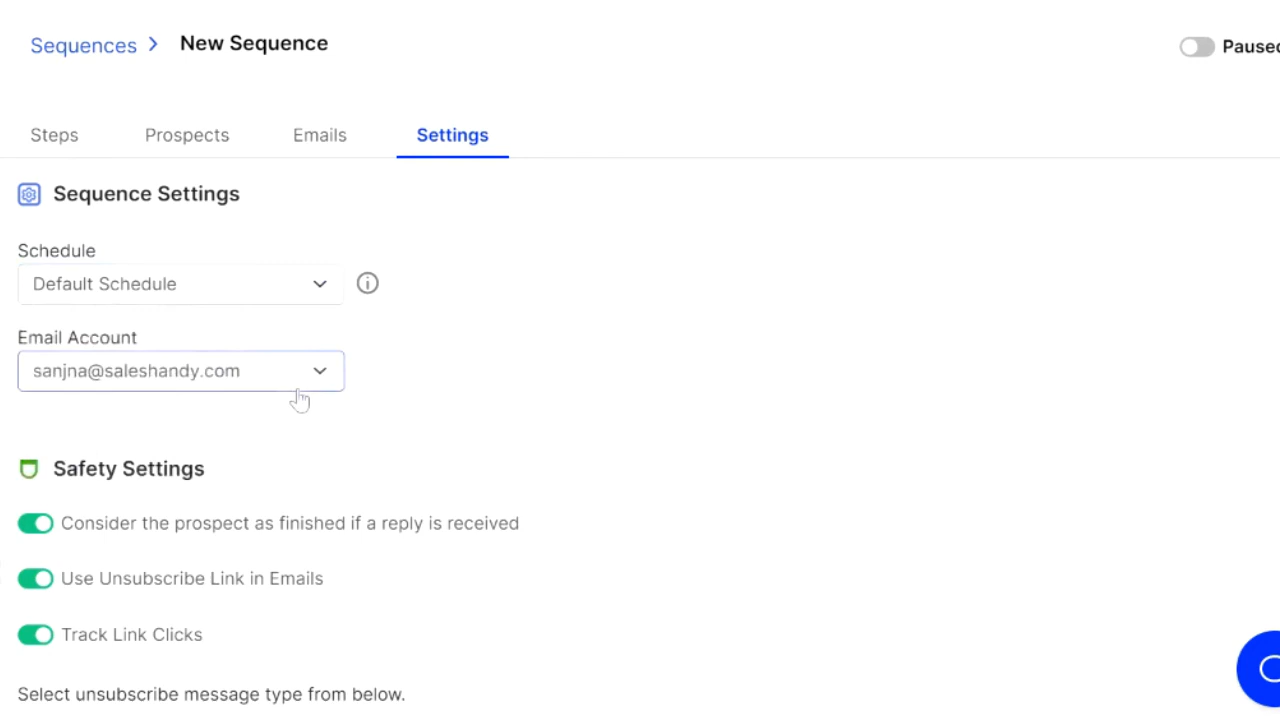 Sequences > New Sequence
Paused
Steps Prospects Emails Settings
Sequence Settings
Schedule
Default Schedule
Email Account
sanjna@saleshandy.com
Safety Settings
Consider the prospect as finished if a reply is received
Use Unsubscribe Link in Emails
Track Link Clicks
Select unsubscribe message type from below.